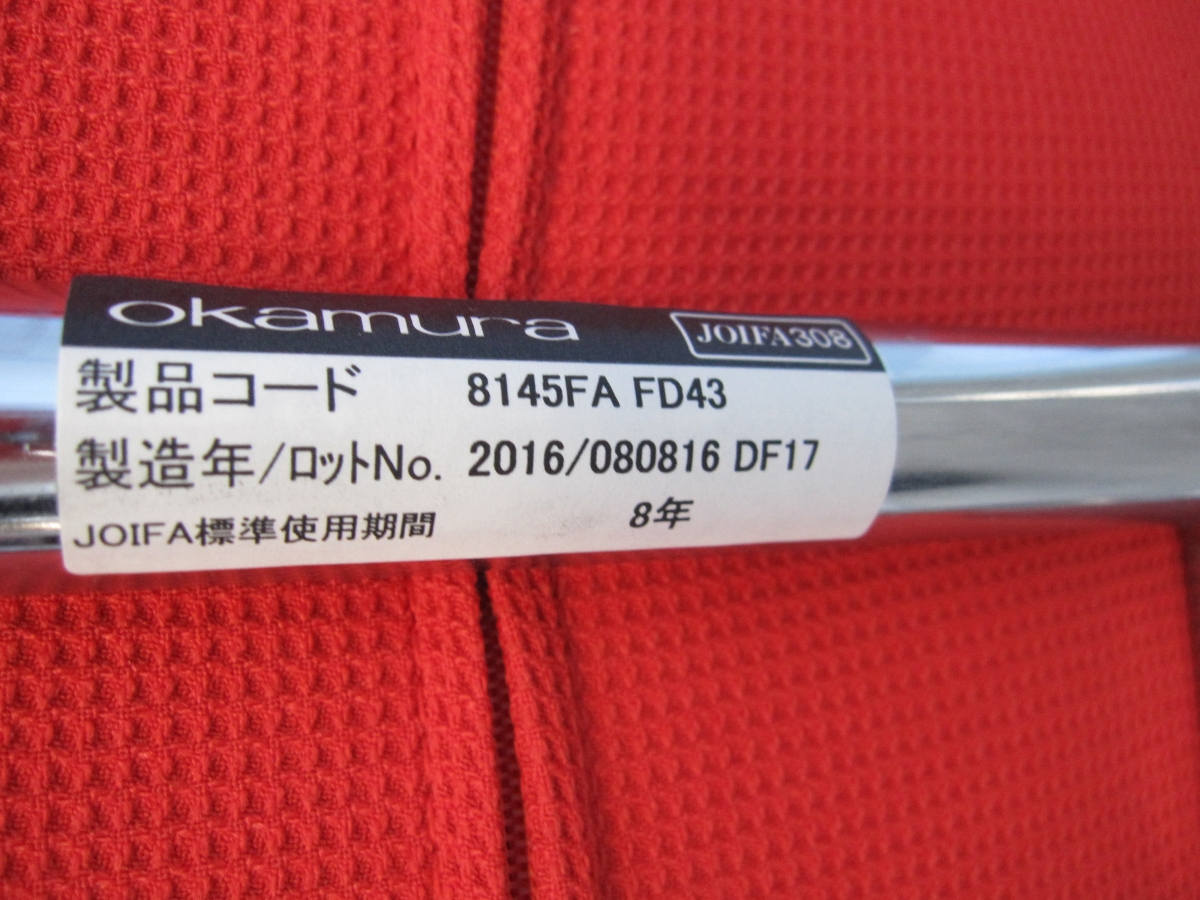 okamura JOIFA308
製品コード 8145FA FD43
製造年/ロットNo. 2016/080816 DF17
JOIFA標準使用期間 8年